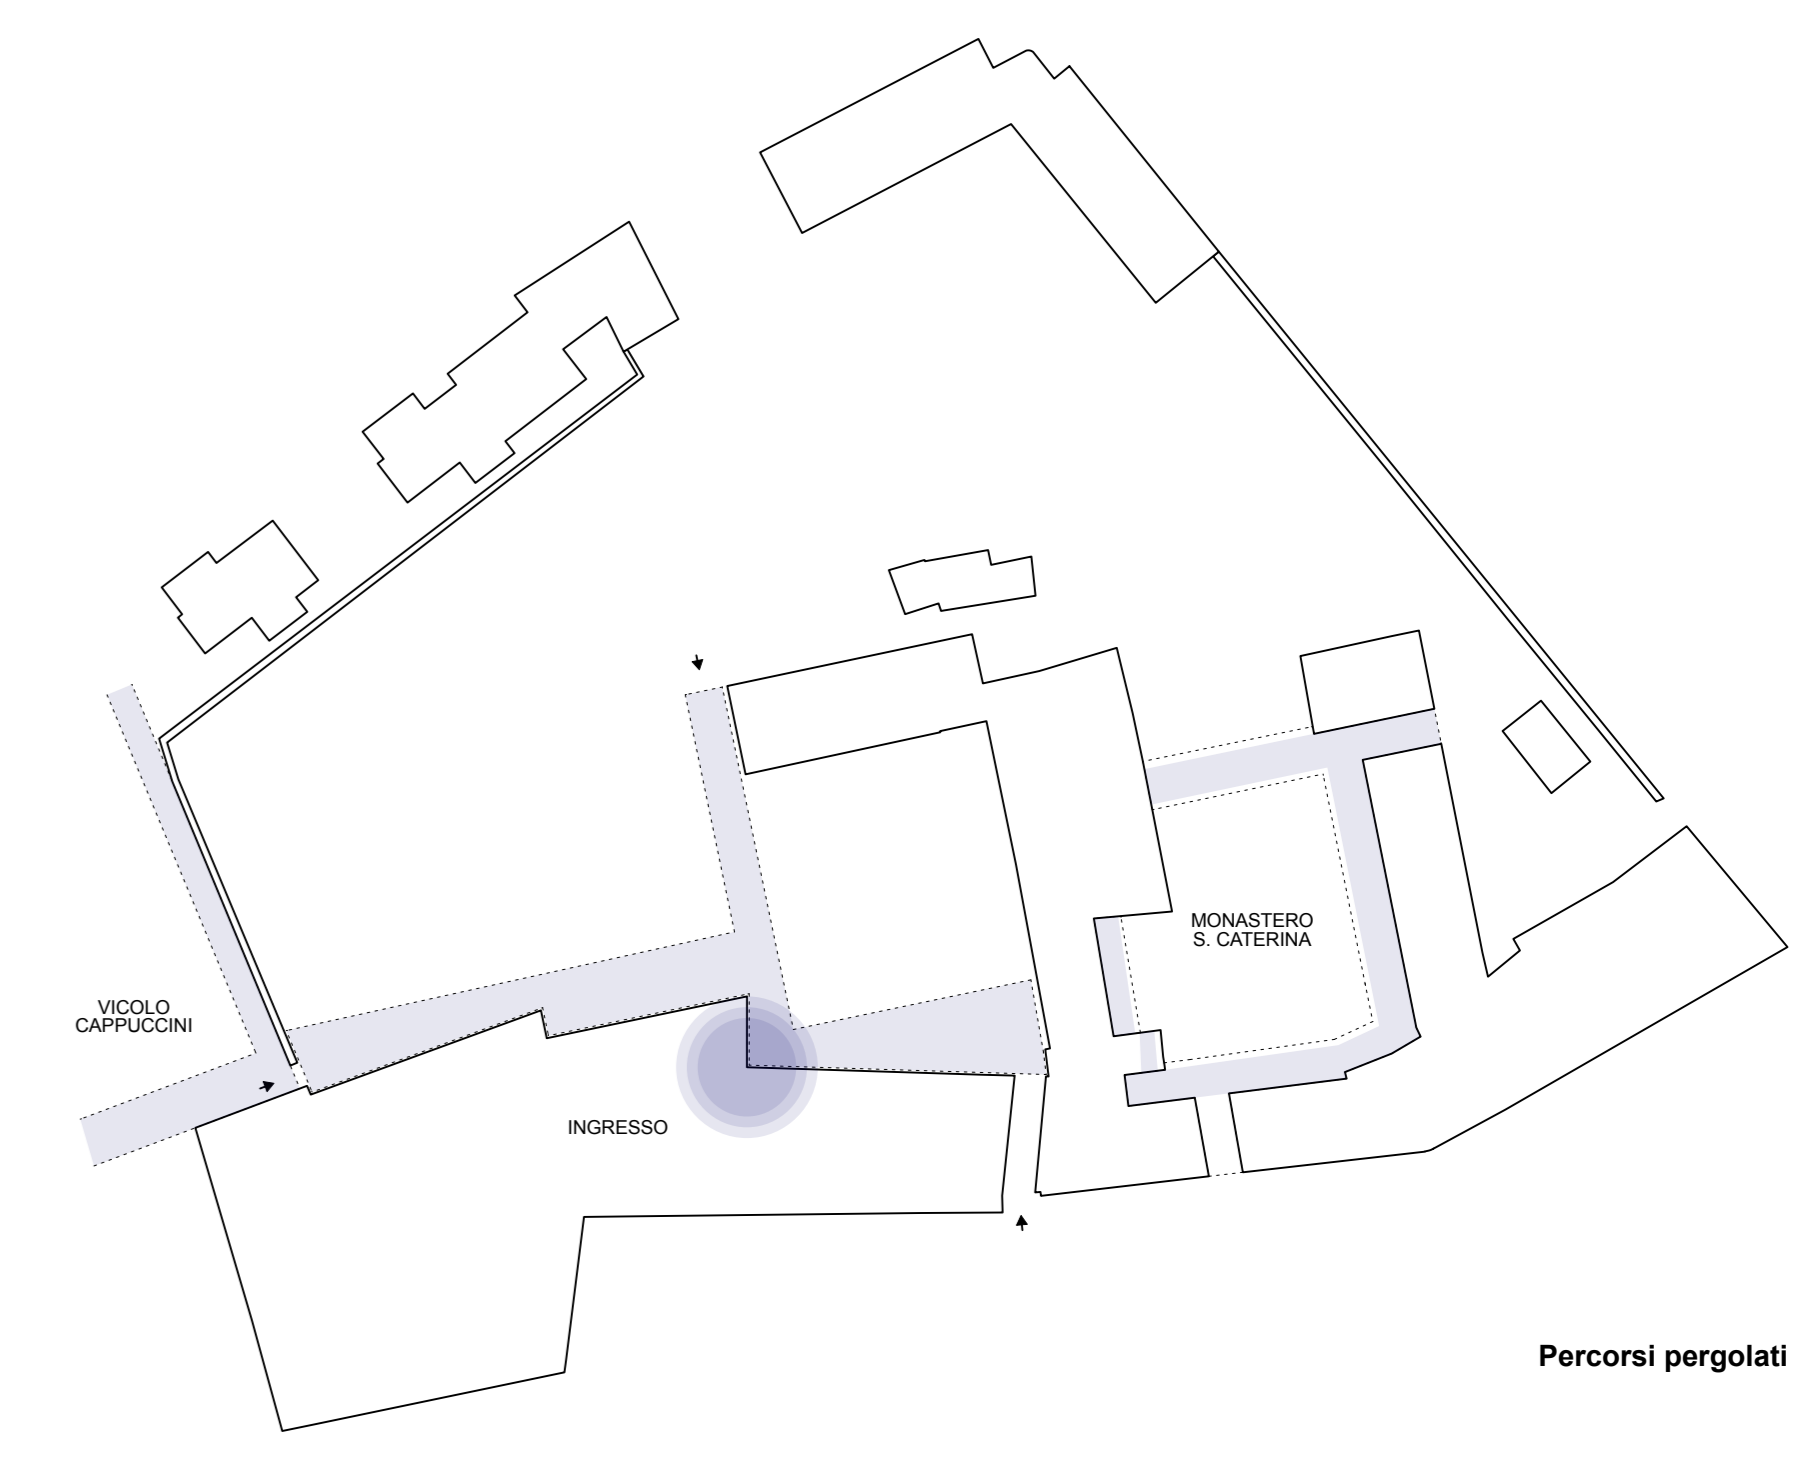 MONASTERO
S. CATERINA
VICOLO
CAPPUCCINI
INGRESSO
Percorsi pergolati